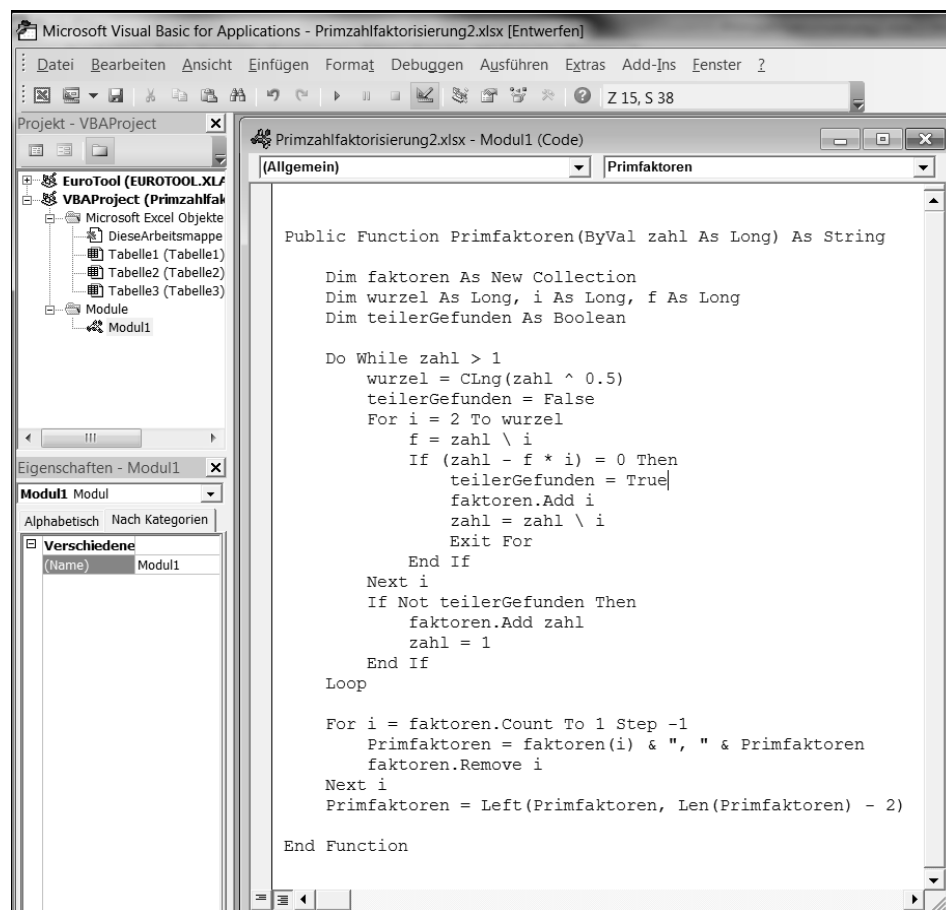 Microsoft Visual Basic for Applications - Primzahlfaktorisierung2.xlsx [Entwerfen]
Datei Bearbeiten Ansicht Einfügen Format Debuggen Ausführen Extras Add-Ins Fenster ?
Z 15, S 38
Projekt - VBAProject
EuroTool (EUROTOOL.XLA
VBAProject (Primzahlfak
Microsoft Excel Objekte
DieseArbeitsmappe
Tabelle1 (Tabelle1)
Tabelle2 (Tabelle2)
Tabelle3 (Tabelle3)
Module
Modul1
Eigenschaften - Modul1
Modul1 Modul
Alphabetisch Nach Kategorien
Verschiedene
(Name) Modul1
Primzahlfaktorisierung2.xlsx - Modul1 (Code)
(Allgemein) Primfaktoren
Public Function Primfaktoren(ByVal zahl As Long) As String
Dim faktoren As New Collection
Dim wurzel As Long, i As Long, f As Long
Dim teilerGefunden As Boolean
Do While zahl > 1
wurzel = CLng(zahl ^ 0.5)
teilerGefunden = False
For i = 2 To wurzel
f = zahl \ i
If (zahl - f * i) = 0 Then
teilerGefunden = True
faktoren.Add i
zahl = zahl \ i
Exit For
End If
Next i
If Not teilerGefunden Then
faktoren.Add zahl
zahl = 1
End If
Loop
For i = faktoren.Count To 1 Step -1
Primfaktoren = faktoren(i) & ", " & Primfaktoren
faktoren.Remove i
Next i
Primfaktoren = Left(Primfaktoren, Len(Primfaktoren) - 2)
End Function